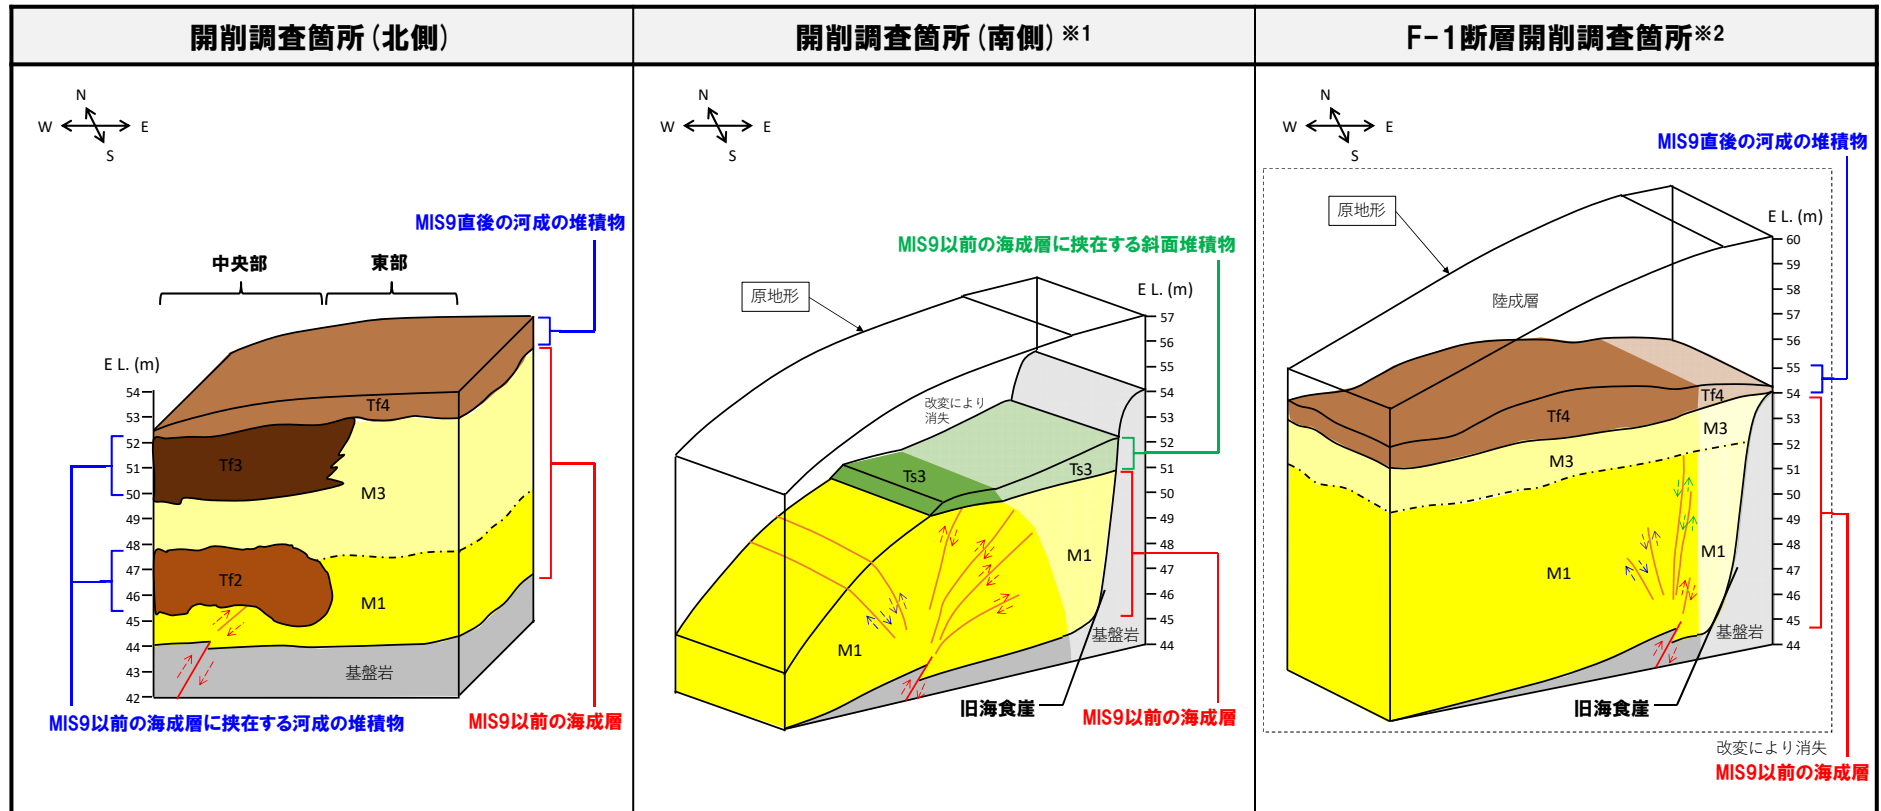 開削調査箇所(北側)
開削調査箇所(南側)※1
F-1断層開削調査箇所※2
N
W
E
S
MIS9直後の河成の堆積物
中央部
東部
E L. (m)
54
53
52
51
50
49
48
47
46
45
44
43
42
Tf4
Tf3
M3
Tf2
M1
基盤岩
MIS9以前の海成層に挟在する河成の堆積物
MIS9以前の海成層
N
W
E
S
MIS9以前の海成層に挟在する斜面堆積物
原地形
E L. (m)
57
56
55
54
53
52
51
50
49
48
47
46
45
44
改変により
消失
Ts3
Ts3
M1
M1
基盤岩
旧海食崖
MIS9以前の海成層
N
W
E
S
MIS9直後の河成の堆積物
原地形
E L. (m)
60
59
58
57
56
55
54
53
52
51
50
49
48
47
46
45
44
陸成層
Tf4
Tf4
M3
M3
M1
M1
基盤岩
旧海食崖
改変により消失
MIS9以前の海成層